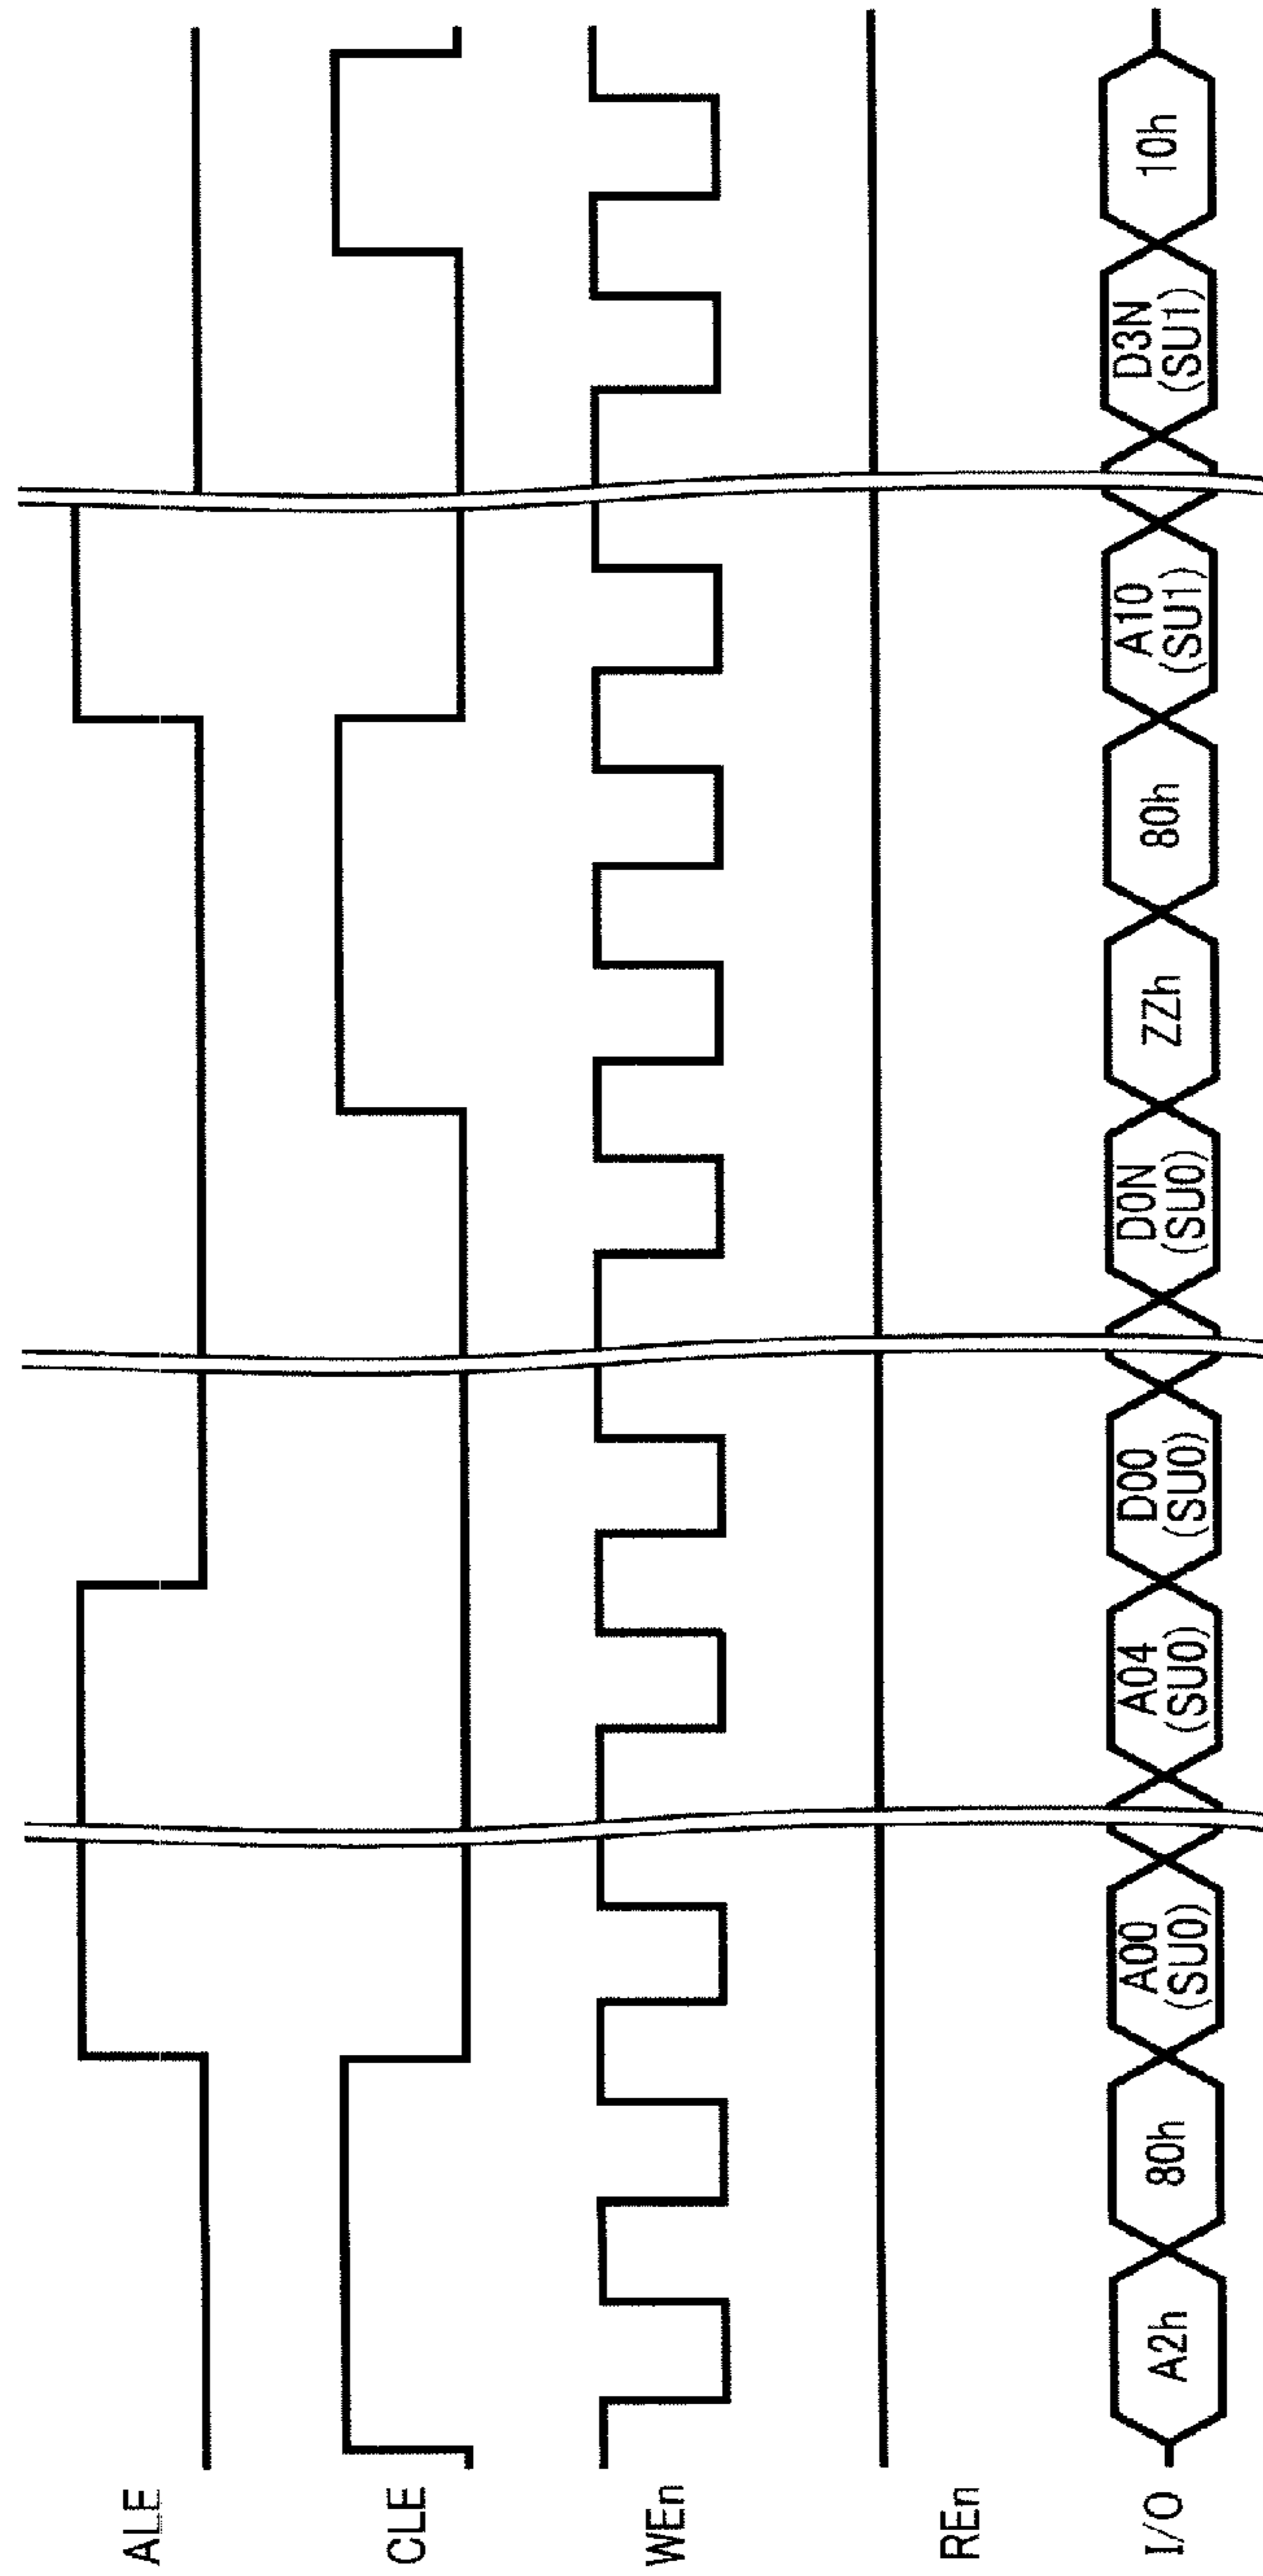 ALE
CLE
WEn
REn
I/O
A2h
80h
A00
(SU0)
A04
(SU0)
D00
(SU0)
D0N
(SU0)
ZZh
80h
A10
(SU1)
D3N
(SU1)
10h